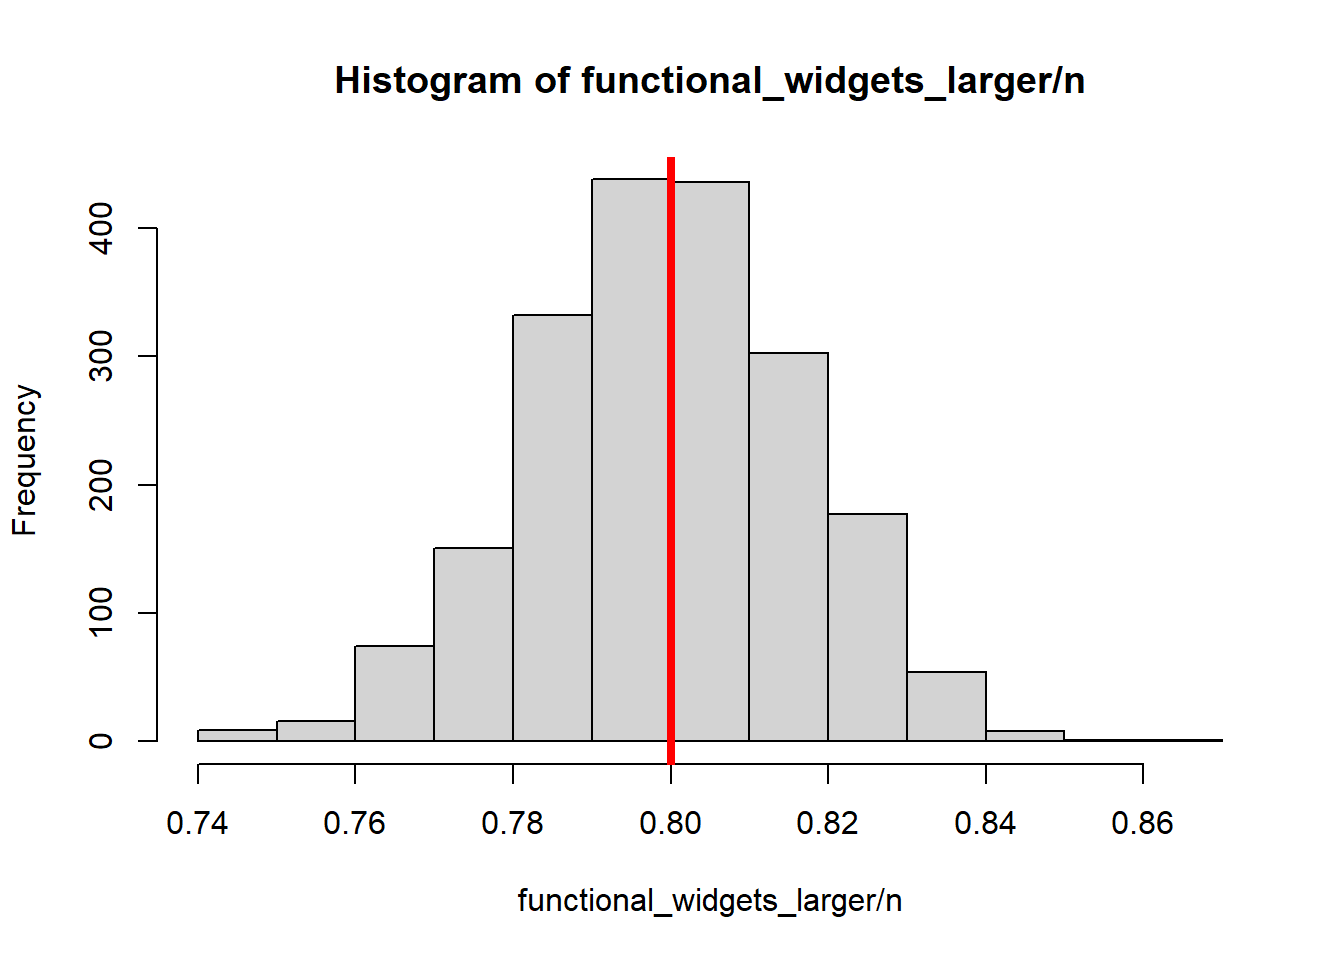 Histogram of functional_widgets_larger/n
Frequency
400
300
200
100
0
0.74 0.76 0.78 0.80 0.82 0.84 0.86
functional_widgets_larger/n